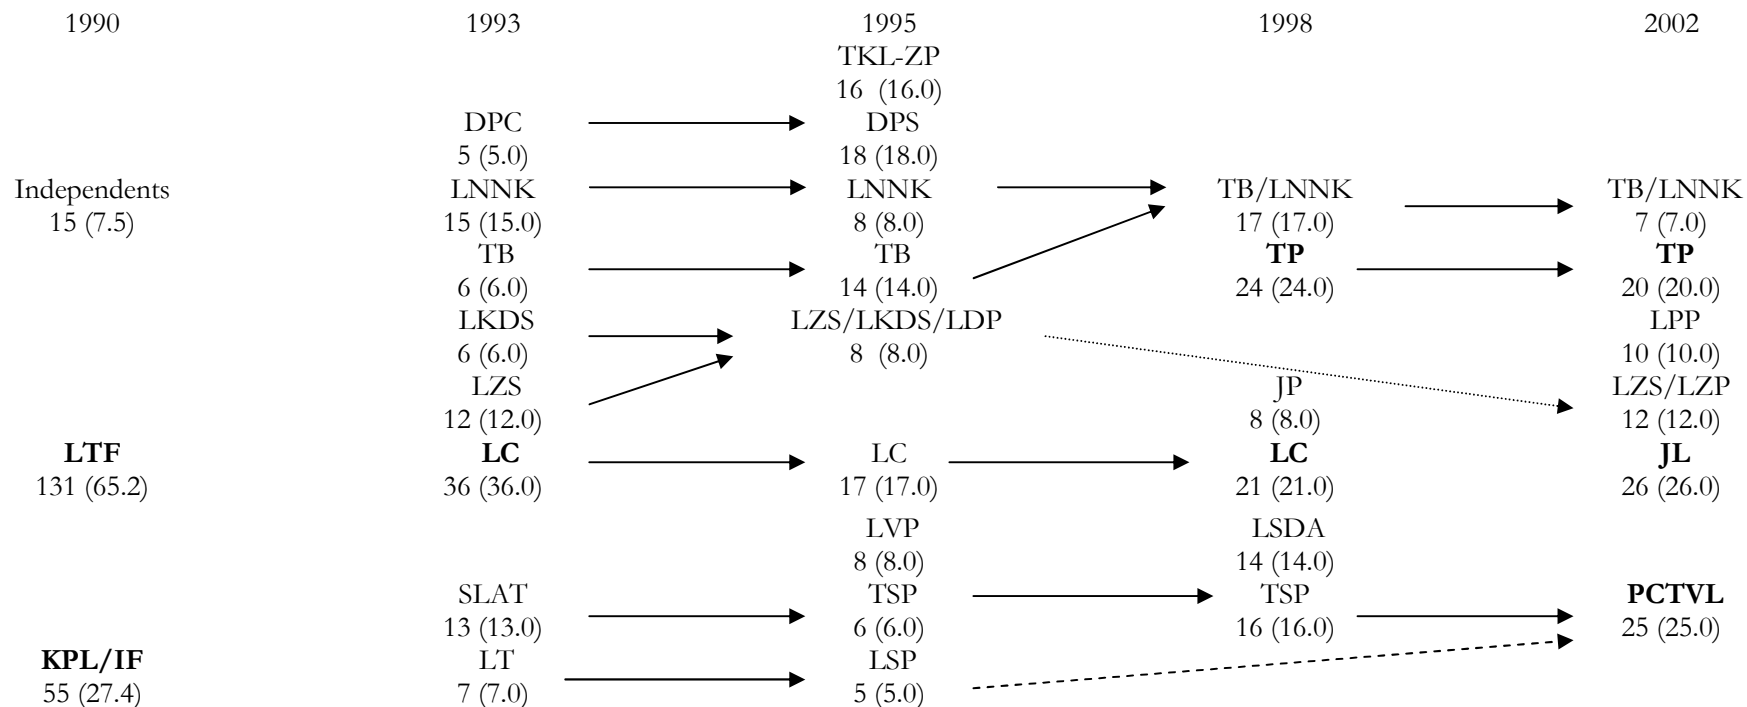 1990 1993 1995 1998 2002
TKL-ZP
16 (16.0)
DPC DPS
5 (5.0) 18 (18.0)
Independents LNNK LNNK TB/LNNK TB/LNNK
15 (7.5) 15 (15.0) 8 (8.0) 17 (17.0) 7 (7.0)
TB TB TP TP
6 (6.0) 14 (14.0) 24 (24.0) 20 (20.0)
LKDS LZS/LKDS/LDP LPP
6 (6.0) 8 (8.0) 10 (10.0)
LZS JP LZS/LZP
12 (12.0) 8 (8.0) 12 (12.0)
LTF LC LC LC JL
131 (65.2) 36 (36.0) 17 (17.0) 21 (21.0) 26 (26.0)
LVP LSDA
8 (8.0) 14 (14.0)
SLAT TSP TSP PCTVL
13 (13.0) 6 (6.0) 16 (16.0) 25 (25.0)
KPL/IF LT LSP
55 (27.4) 7 (7.0) 5 (5.0)